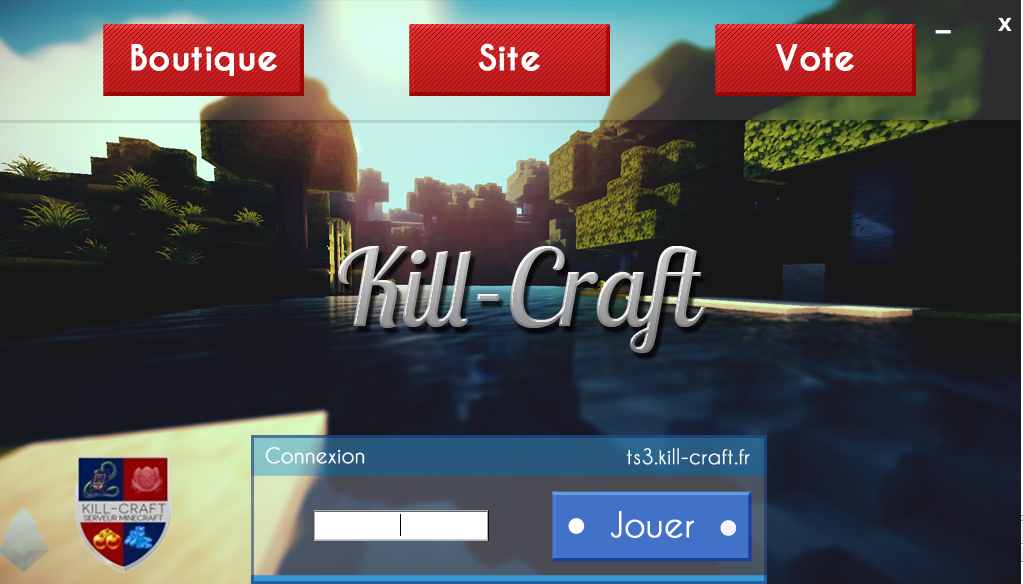 Boutique
Site
Vote
x
Kill-Craft
Connexion
ts3.kill-craft.fr
KILL-CRAFT
SERVEUR MINECRAFT
Jouer